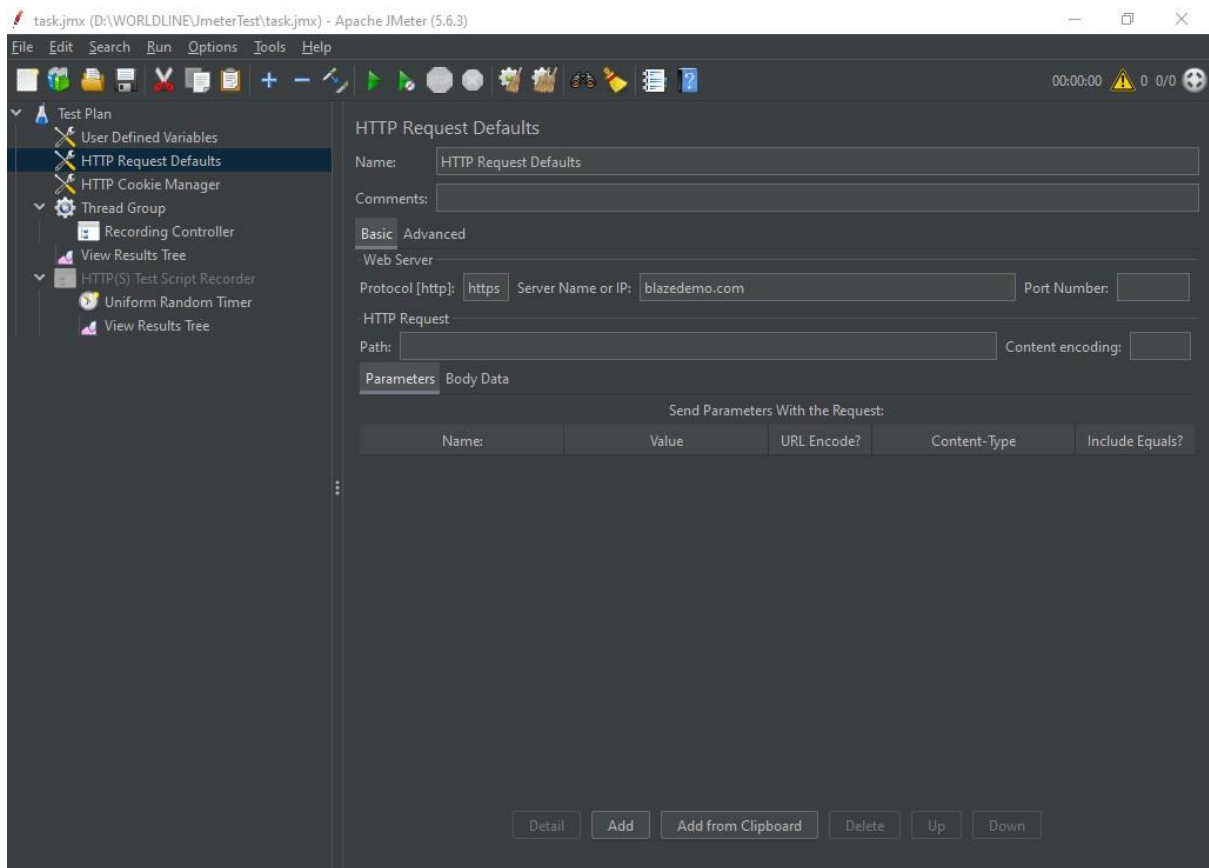 task.jmx (D:\WORLDLINE\JmeterTest\task.jmx) - Apache JMeter (5.6.3)
File Edit Search Run Options Tools Help
00:00:00 0 0/0
Test Plan
User Defined Variables
HTTP Request Defaults
HTTP Cookie Manager
Thread Group
Recording Controller
View Results Tree
HTTP(S) Test Script Recorder
Uniform Random Timer
View Results Tree
HTTP Request Defaults
Name: HTTP Request Defaults
Comments:
Basic Advanced
Web Server
Protocol [http]: https Server Name or IP: blazedemo.com Port Number:
HTTP Request
Path: Content encoding:
Parameters Body Data
Send Parameters With the Request:
Name: Value URL Encode? Content-Type Include Equals?
Detail Add Add from Clipboard Delete Up Down